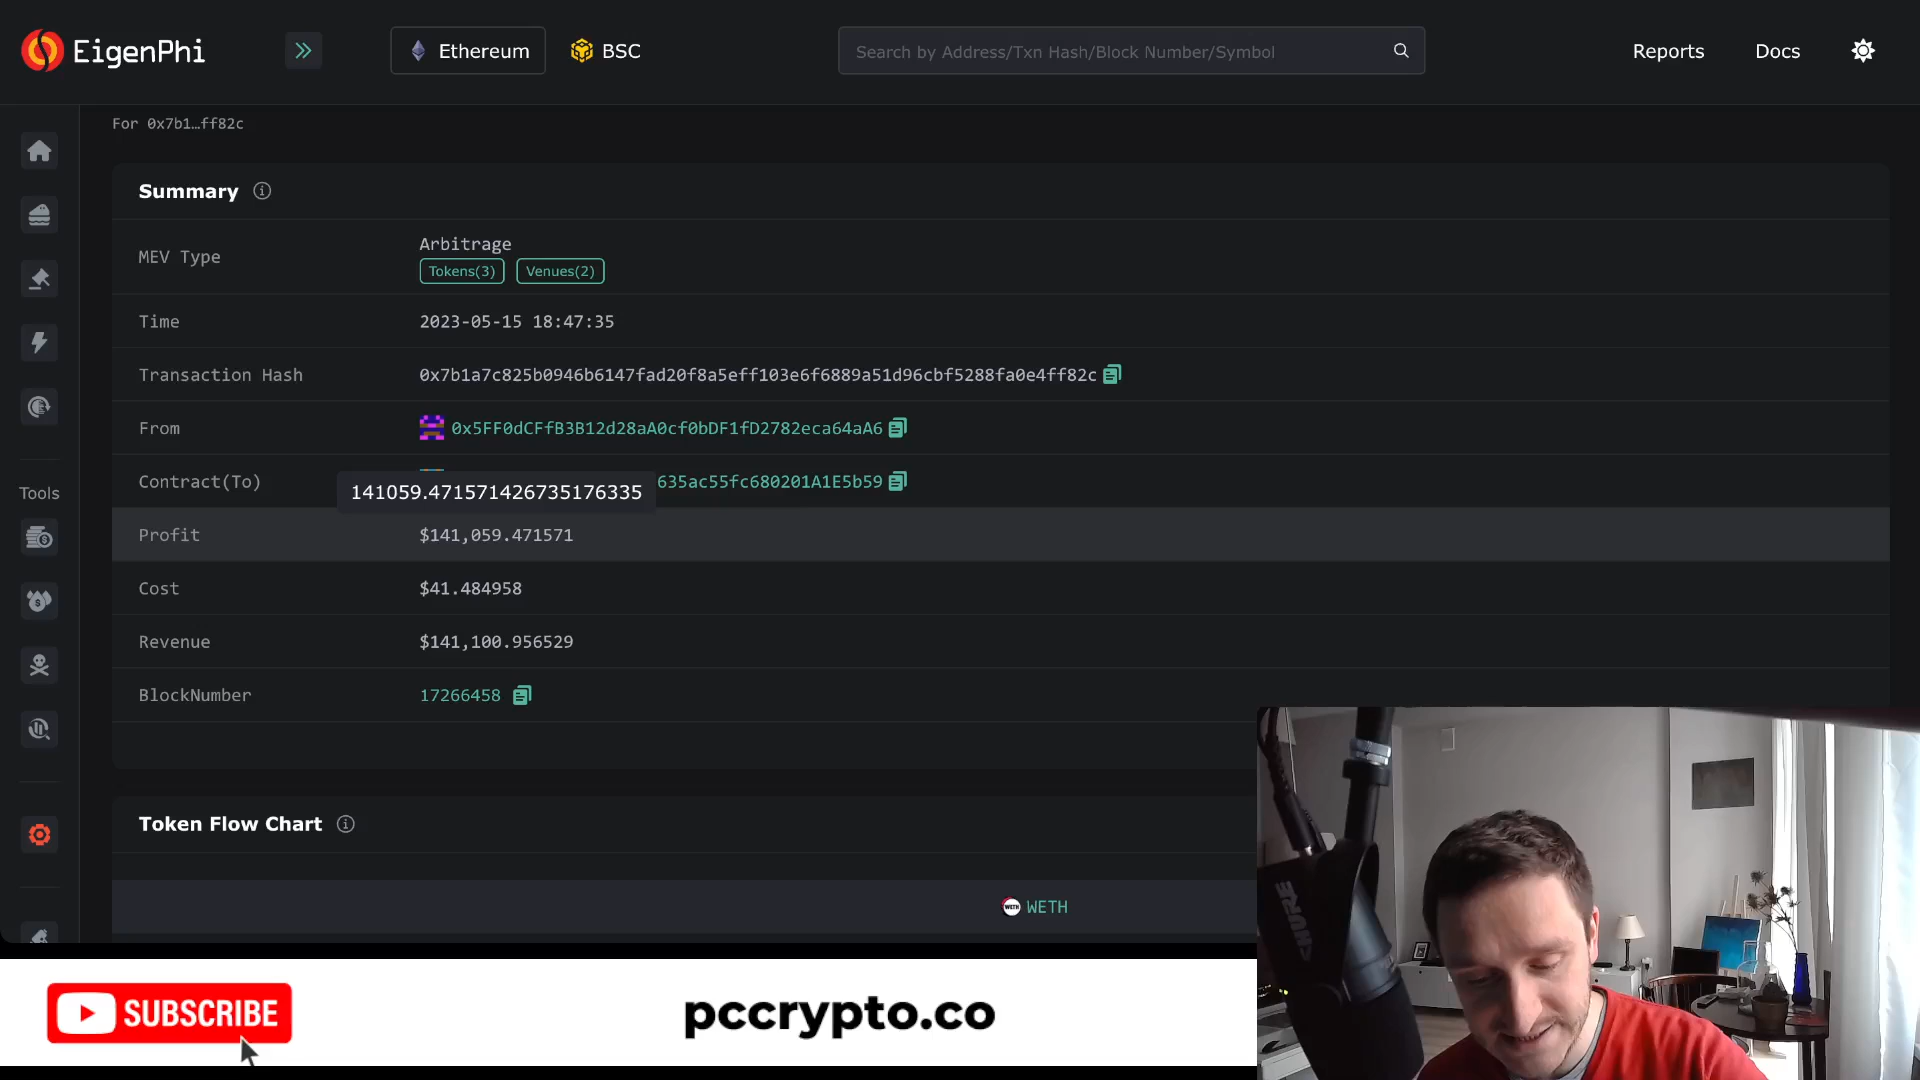 EigenPhi
Ethereum
BSC
Search by Address/Txn Hash/Block Number/Symbol
Reports
Docs
For 0x7b1…ff82c
Summary
MEV Type
Arbitrage
Tokens(3)
Venues(2)
Time
2023-05-15 18:47:35
Transaction Hash
0x7b1a7c825b0946b6147fad20f8a5eff103e6f6889a51d96cbf5288fa0e4ff82c
From
0x5FF0dCFfB3B12d28aA0cf0bDF1fD2782eca64aA6
Contract(To)
635ac55fc680201A1E5b59
141059.471571426735176335
Tools
Profit
$141,059.471571
Cost
$41.484958
Revenue
$141,100.956529
BlockNumber
17266458
Token Flow Chart
WETH
WETH
SHURE
SUBSCRIBE
pccrypto.co